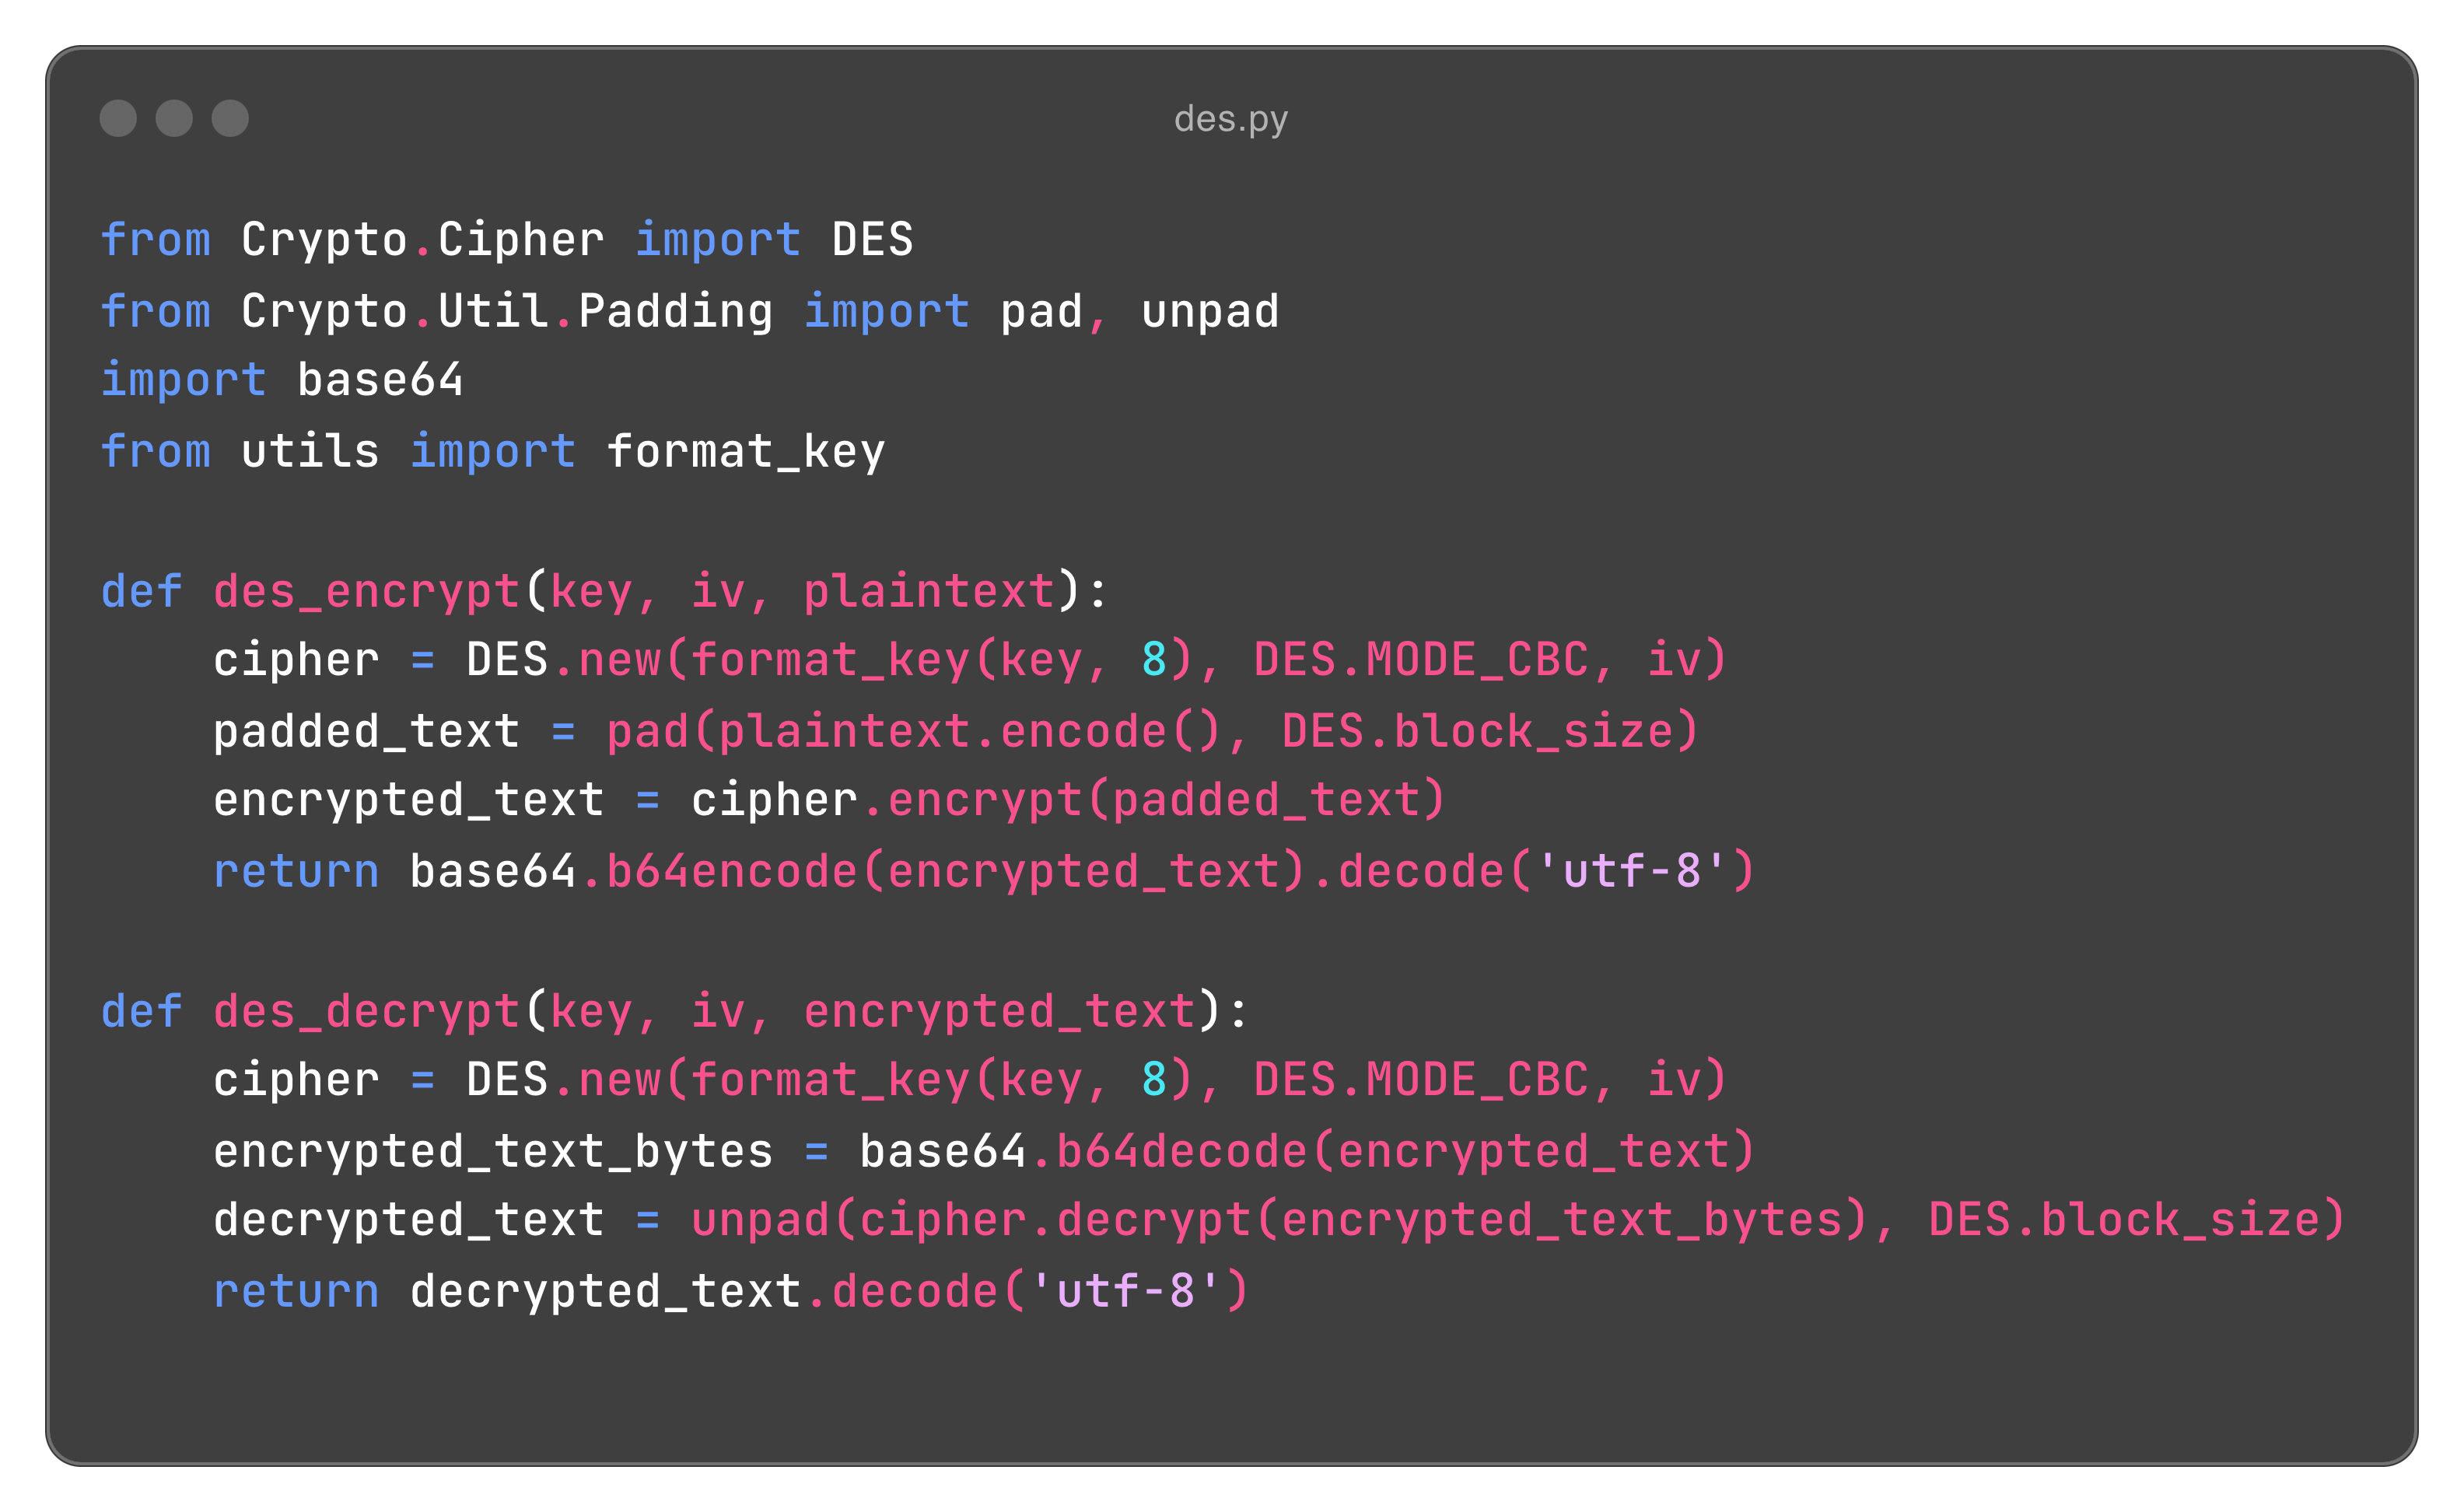 des.py
from Crypto.Cipher import DES
from Crypto.Util.Padding import pad, unpad
import base64
from utils import format_key
def des_encrypt(key, iv, plaintext):
    cipher = DES.new(format_key(key, 8), DES.MODE_CBC, iv)
    padded_text = pad(plaintext.encode(), DES.block_size)
    encrypted_text = cipher.encrypt(padded_text)
    return base64.b64encode(encrypted_text).decode('utf-8')
def des_decrypt(key, iv, encrypted_text):
    cipher = DES.new(format_key(key, 8), DES.MODE_CBC, iv)
    encrypted_text_bytes = base64.b64decode(encrypted_text)
    decrypted_text = unpad(cipher.decrypt(encrypted_text_bytes), DES.block_size)
    return decrypted_text.decode('utf-8')